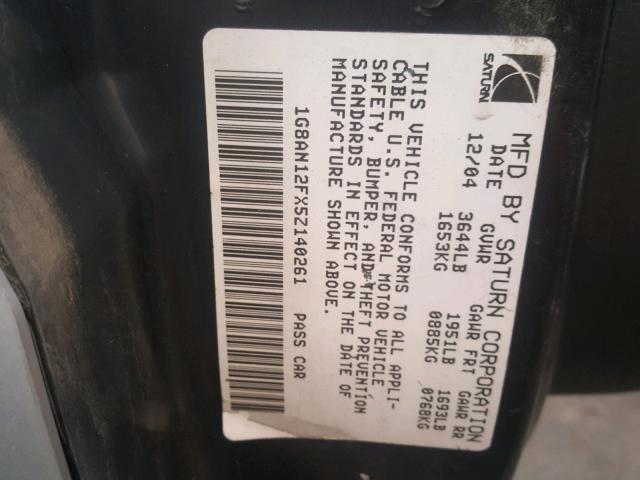 SATURN
MFD BY SATURN CORPORATION
DATE GVWR GAWR FRT GAWR RR
12/04 3644LB 1951LB 1693LB
1653KG 0885KG 0768KG
THIS VEHICLE CONFORMS TO ALL APPLI-
CABLE U.S. FEDERAL MOTOR VEHICLE
SAFETY, BUMPER, AND THEFT PREVENTION
STANDARDS IN EFFECT ON THE DATE OF
MANUFACTURE SHOWN ABOVE.
1G8AN12FX5Z140261 PASS CAR